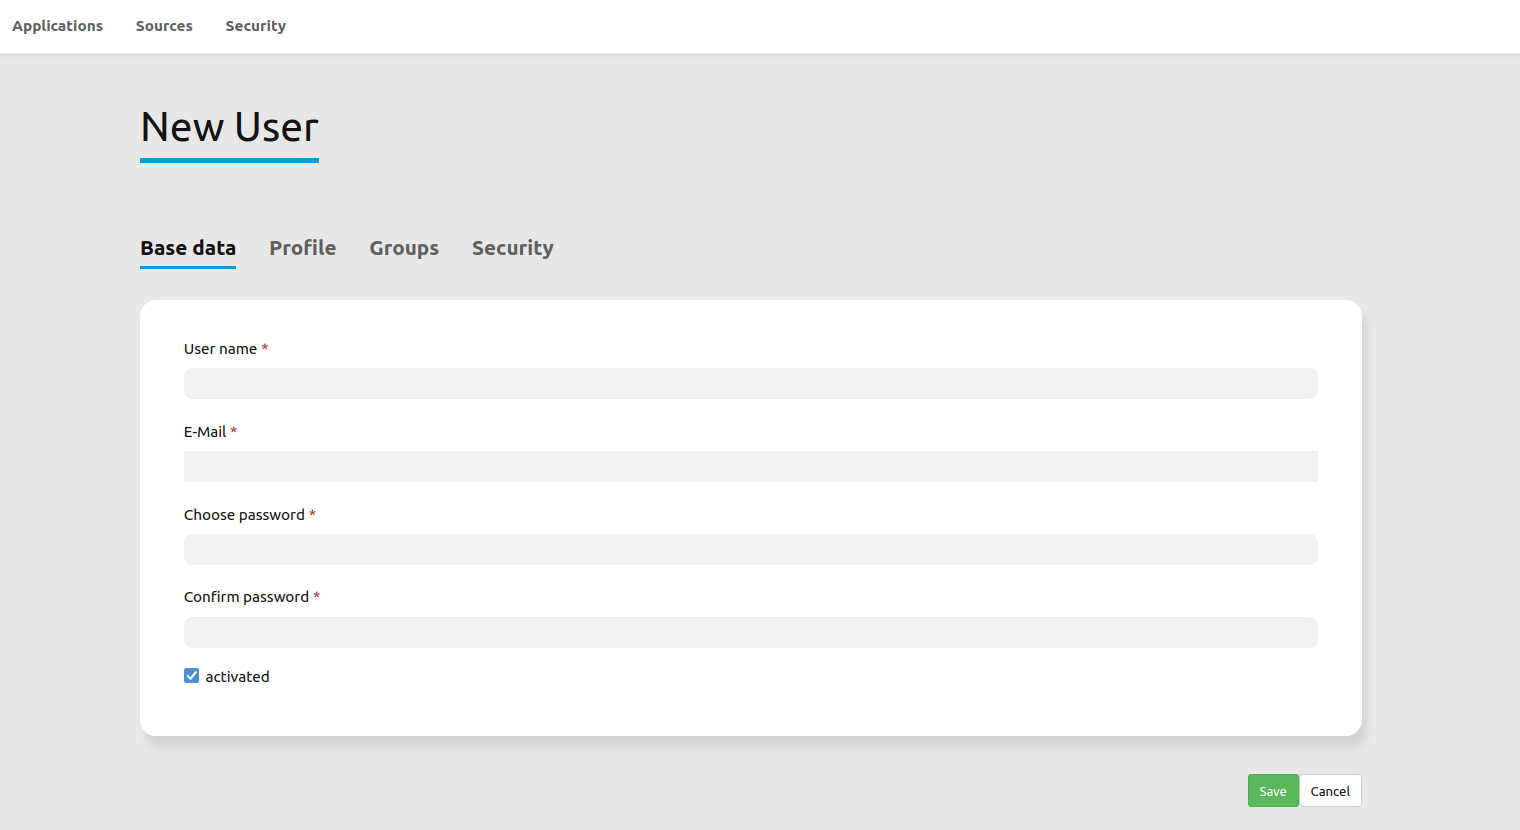 Applications Sources Security
New User
Base data Profile Groups Security
User name *
E-Mail *
Choose password *
Confirm password *
activated
Save Cancel